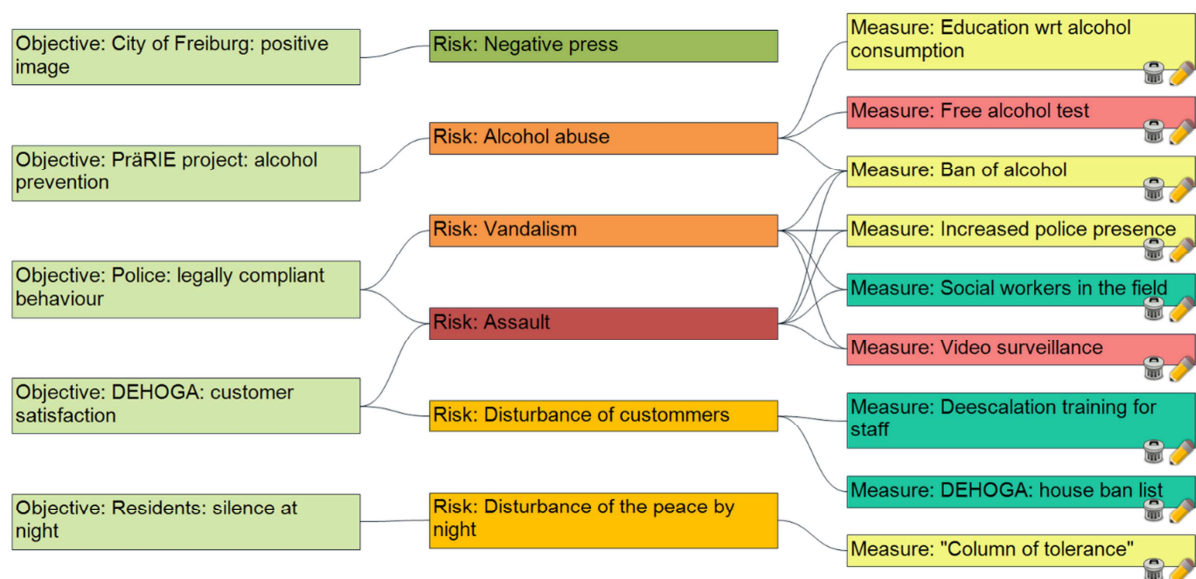 Objective: City of Freiburg: positive
image
Objective: PräRIE project: alcohol
prevention
Objective: Police: legally compliant
behaviour
Objective: DEHOGA: customer
satisfaction
Objective: Residents: silence at
night
Risk: Negative press
Risk: Alcohol abuse
Risk: Vandalism
Risk: Assault
Risk: Disturbance of custommers
Risk: Disturbance of the peace by
night
Measure: Education wrt alcohol
consumption
Measure: Free alcohol test
Measure: Ban of alcohol
Measure: Increased police presence
Measure: Social workers in the field
Measure: Video surveillance
Measure: Deescalation training for
staff
Measure: DEHOGA: house ban list
Measure: "Column of tolerance"